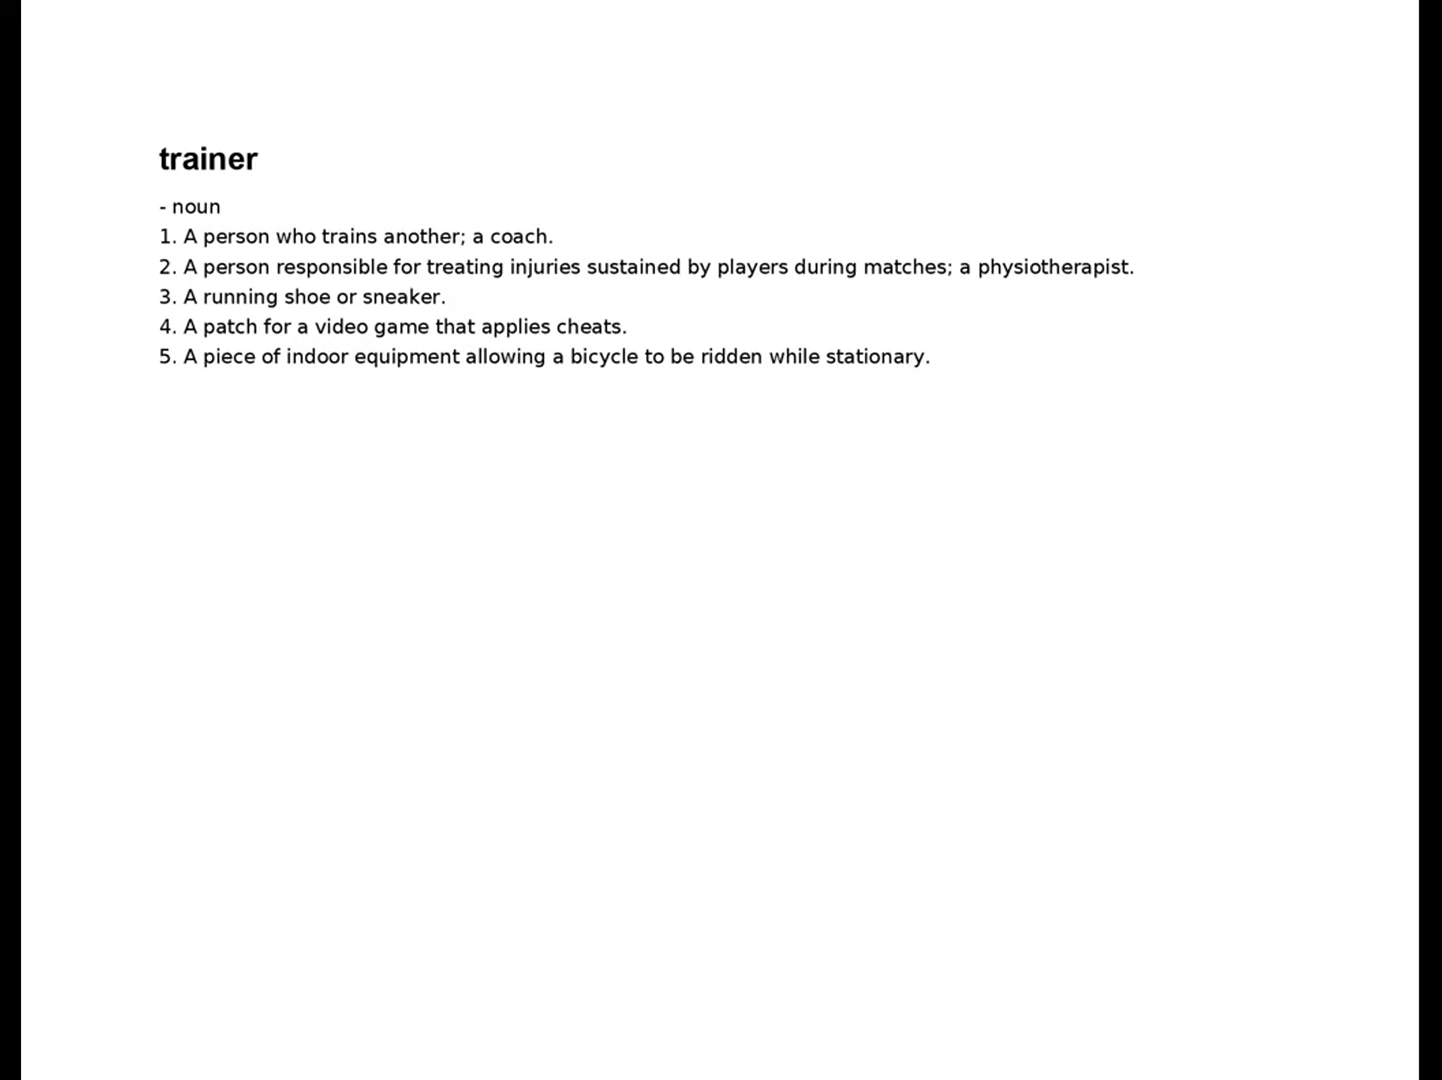 trainer
- noun
1. A person who trains another; a coach.
2. A person responsible for treating injuries sustained by players during matches; a physiotherapist.
3. A running shoe or sneaker.
4. A patch for a video game that applies cheats.
5. A piece of indoor equipment allowing a bicycle to be ridden while stationary.